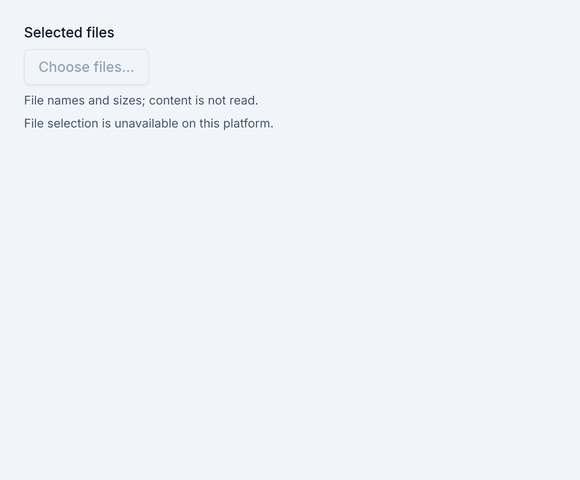 Selected files
Choose files...
File names and sizes; content is not read.
File selection is unavailable on this platform.